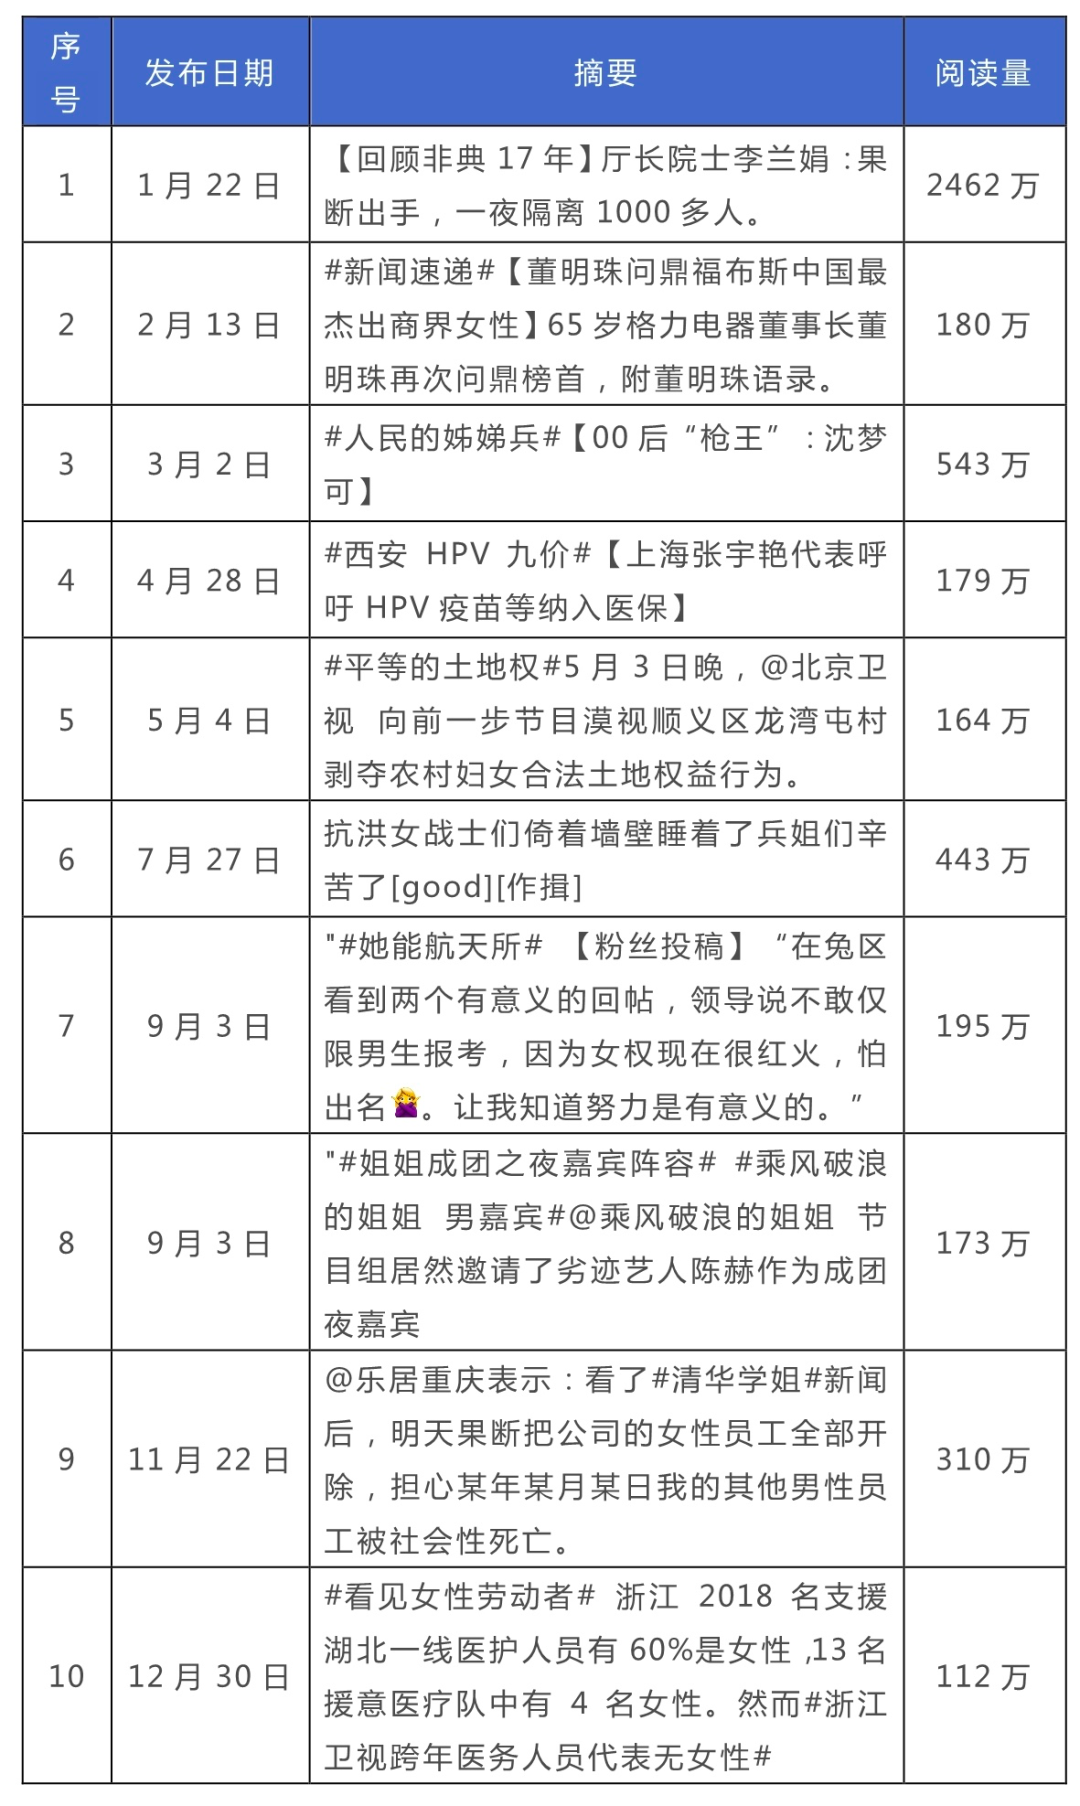 序号
发布日期
摘要
阅读量
1
1 月 22 日
【回顾非典 17 年】厅长院士李兰娟：果
断出手，一夜隔离 1000 多人。
2462 万
2
2 月 13 日
#新闻速递#【董明珠问鼎福布斯中国最
杰出商界女性】65 岁格力电器董事长董
明珠再次问鼎榜首，附董明珠语录。
180 万
3
3 月 2 日
#人民的姊娣兵#【00 后“枪王”：沈梦
可】
543 万
4
4 月 28 日
#西安 HPV 九价#【上海张宇艳代表呼
吁 HPV 疫苗等纳入医保】
179 万
5
5 月 4 日
#平等的土地权#5 月 3 日晚，@北京卫
视 向前一步节目漠视顺义区龙湾屯村
剥夺农村妇女合法土地权益行为。
164 万
6
7 月 27 日
抗洪女战士们倚着墙壁睡着了兵姐们辛
苦了[good][作揖]
443 万
7
9 月 3 日
"#她能航天所# 【粉丝投稿】“在兔区
看到两个有意义的回帖，领导说不敢仅
限男生报考，因为女权现在很红火，怕
出名🙅‍♀️。让我知道努力是有意义的。”
195 万
8
9 月 3 日
"#姐姐成团之夜嘉宾阵容# #乘风破浪
的姐姐 男嘉宾#@乘风破浪的姐姐 节
目组居然邀请了劣迹艺人陈赫作为成团
夜嘉宾
173 万
9
11 月 22 日
@乐居重庆表示：看了#清华学姐#新闻
后，明天果断把公司的女性员工全部开
除，担心某年某月某日我的其他男性员
工被社会性死亡。
310 万
10
12 月 30 日
#看见女性劳动者# 浙江 2018 名支援
湖北一线医护人员有 60%是女性 ,13 名
援意医疗队中有 4 名女性。然而#浙江
卫视跨年医务人员代表无女性#
112 万